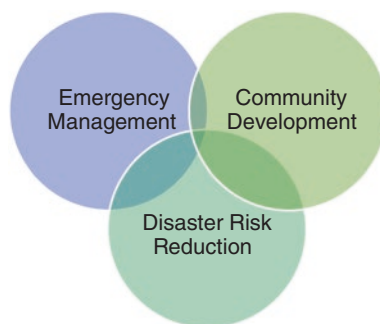 Emergency
Management
Community
Development
Disaster Risk
Reduction